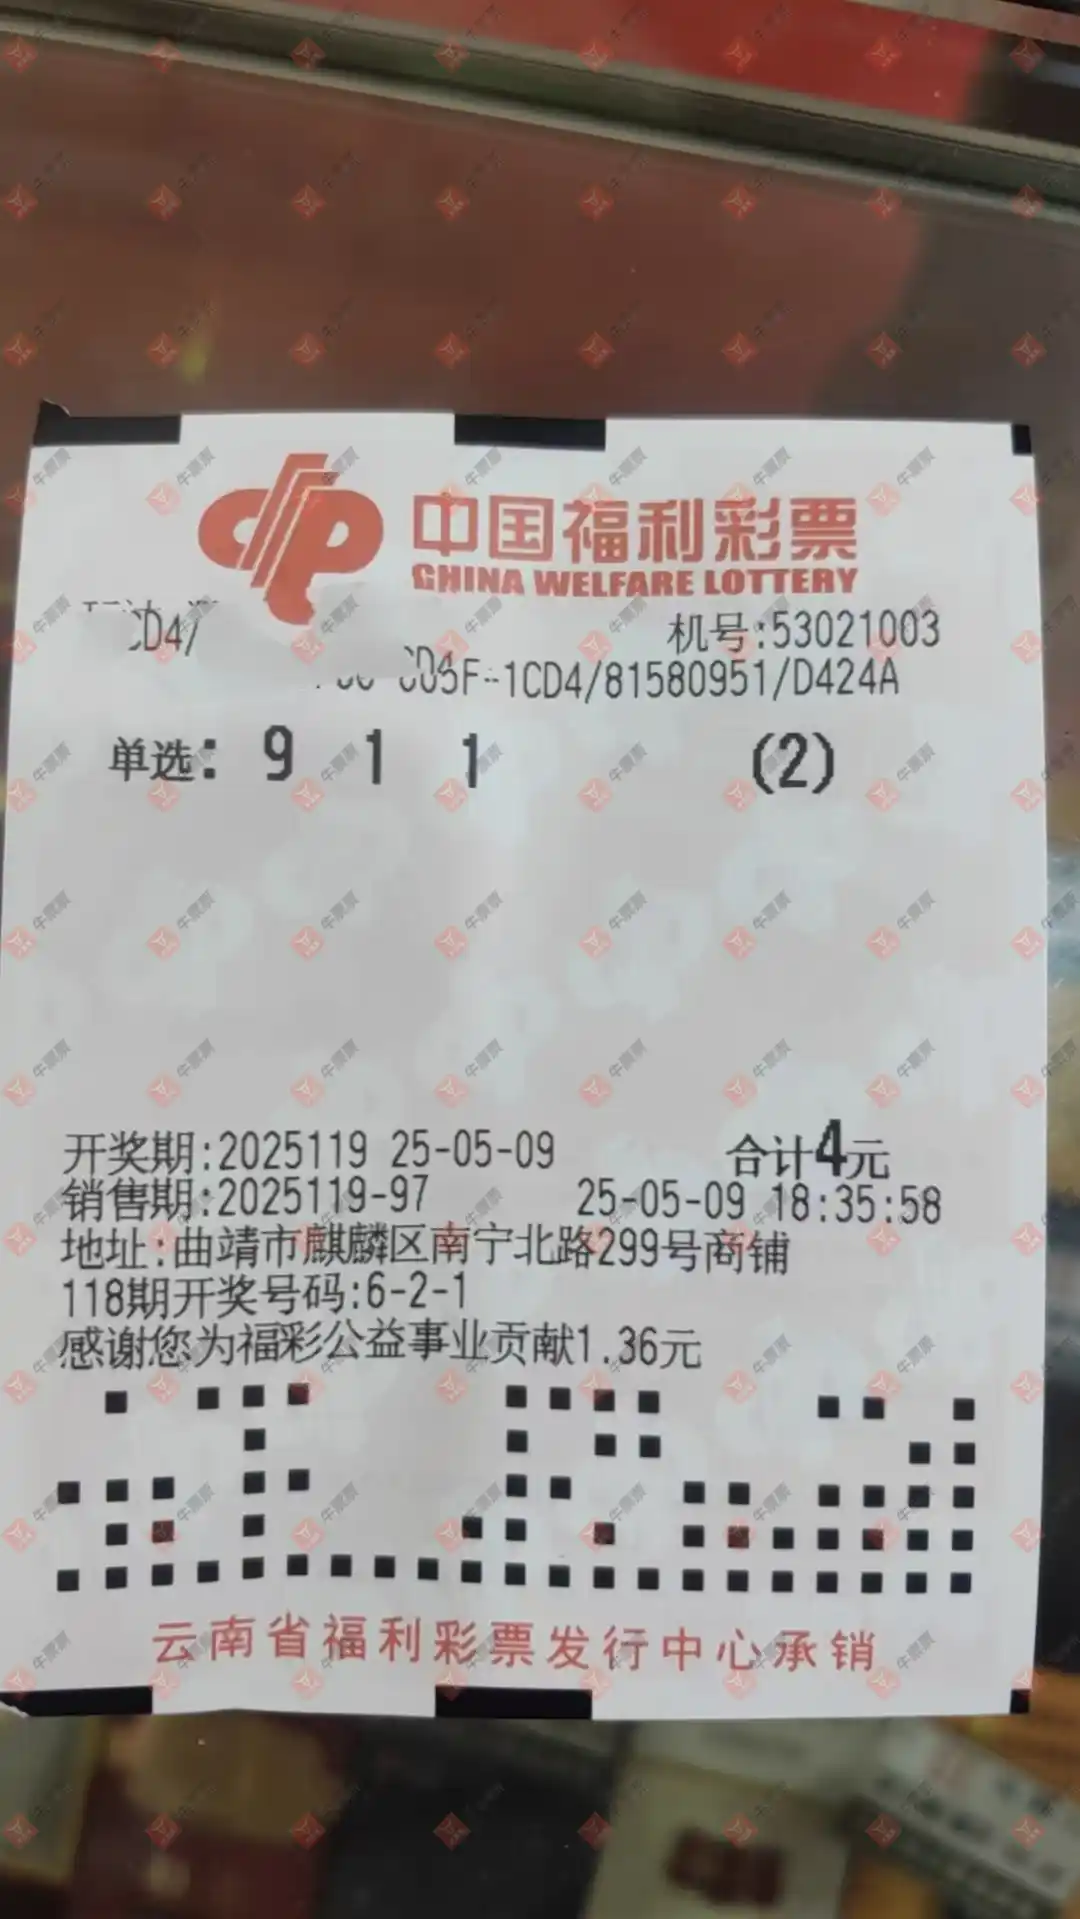 中国福利彩票
CHINA WELFARE LOTTERY
CD4/
机号:53021003
-1CD4/81580951/D424A
单选: 9 1 1 (2)
开奖期:2025119 25-05-09 合计4元
销售期:2025119-97 25-05-09 18:35:58
地址:曲靖市麒麟区南宁北路299号商铺
118期开奖号码:6-2-1
感谢您为福彩公益事业贡献1.36元
云南省福利彩票发行中心承销